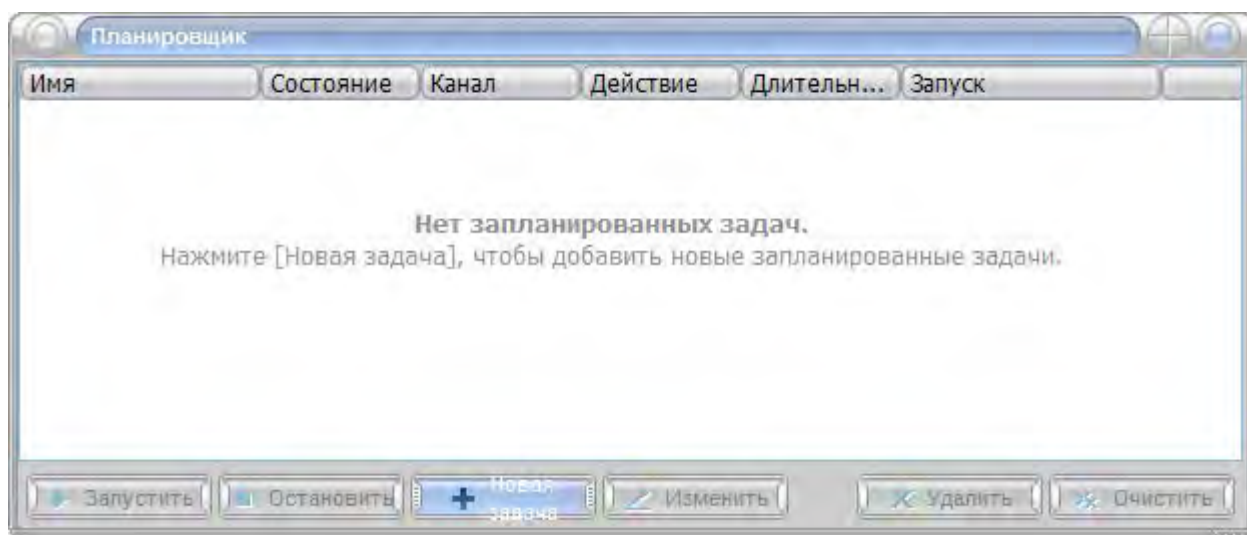 Планировщик
Имя Состояние Канал Действие Длительн... Запуск
Нет запланированных задач.
Нажмите [Новая задача], чтобы добавить новые запланированные задачи.
Запустить Остановить Новая задача Изменить Удалить Очистить